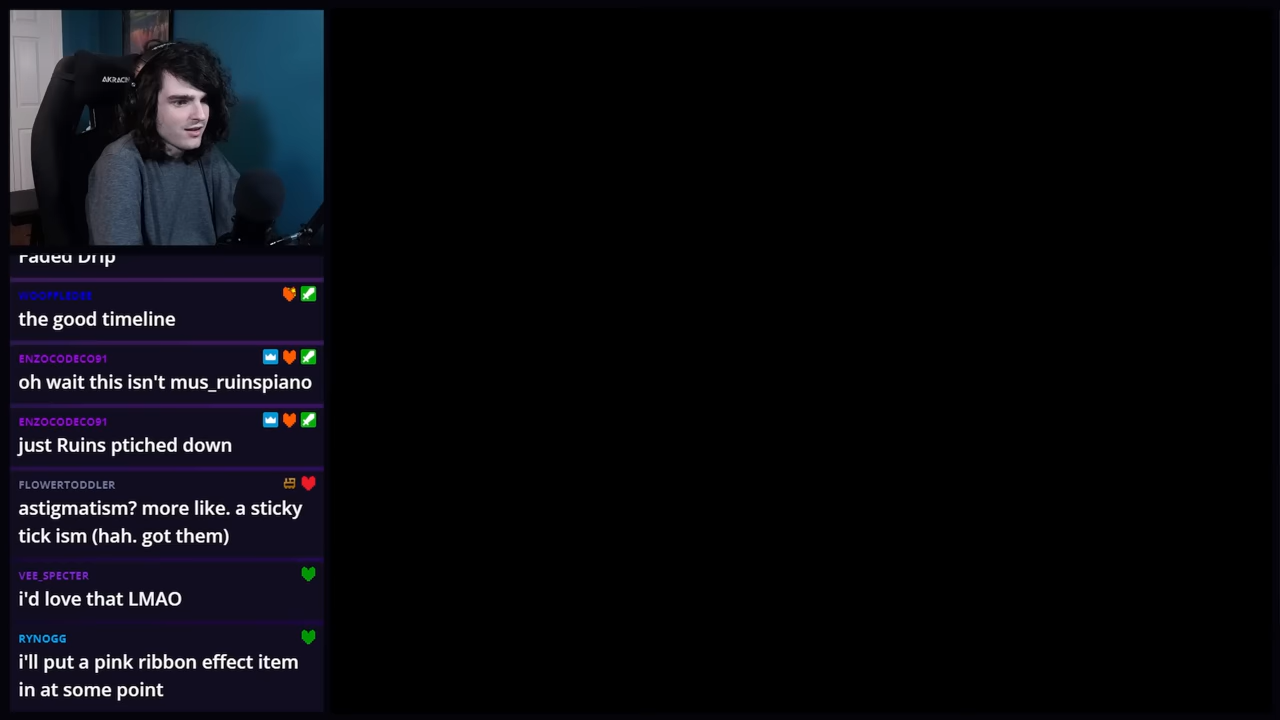 AKRACIN
Faded Drip
WOOFFLEDEE
the good timeline
ENZOCODECO91
oh wait this isn't mus_ruinspiano
ENZOCODECO91
just Ruins ptiched down
FLOWERTODDLER
astigmatism? more like. a sticky
tick ism (hah. got them)
VEE_SPECTER
i'd love that LMAO
RYNOGG
i'll put a pink ribbon effect item
in at some point